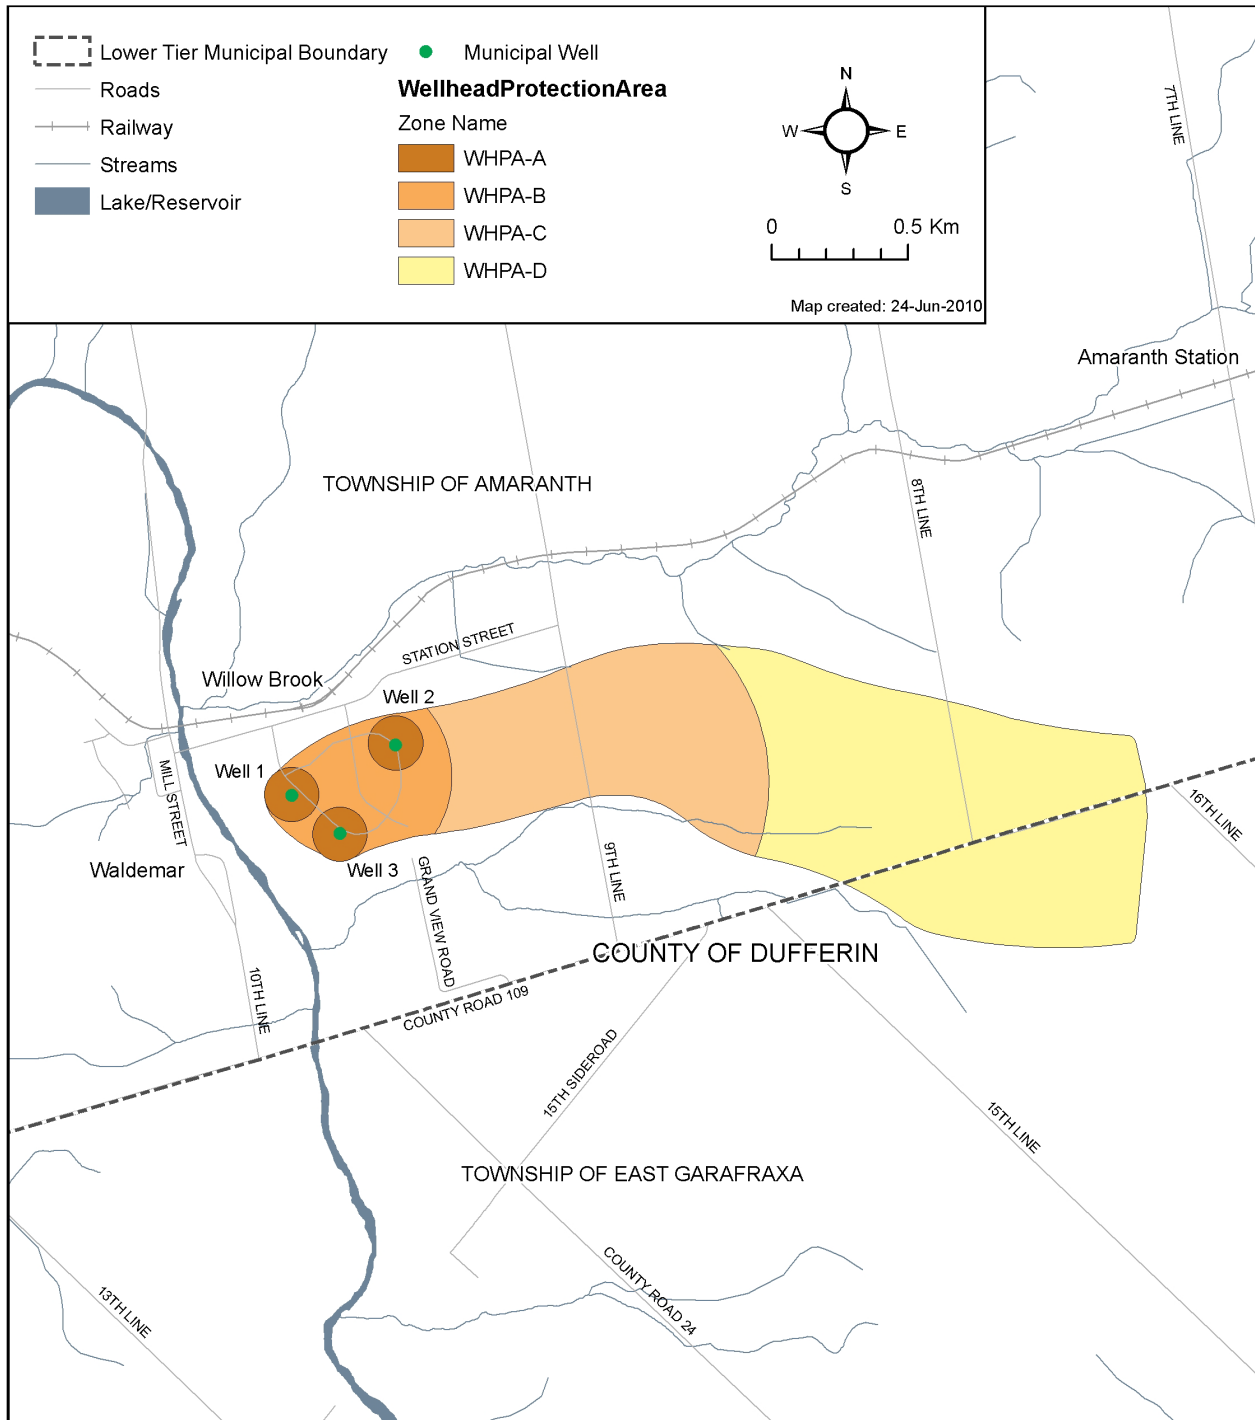 Lower Tier Municipal Boundary
Roads
Railway
Streams
Lake/Reservoir
Municipal Well
WellheadProtectionArea
Zone Name
WHPA-A
WHPA-B
WHPA-C
WHPA-D
N
W
E
S
0
0.5 Km
Map created: 24-Jun-2010
7TH LINE
Amaranth Station
TOWNSHIP OF AMARANTH
8TH LINE
STATION STREET
Willow Brook
Well 2
Well 1
MILL STREET
16TH LINE
Waldemar
Well 3
9TH LINE
GRAND VIEW ROAD
COUNTY OF DUFFERIN
10TH LINE
COUNTY ROAD 109
15TH SIDEROAD
15TH LINE
TOWNSHIP OF EAST GARAFRAXA
COUNTY ROAD 24
13TH LINE